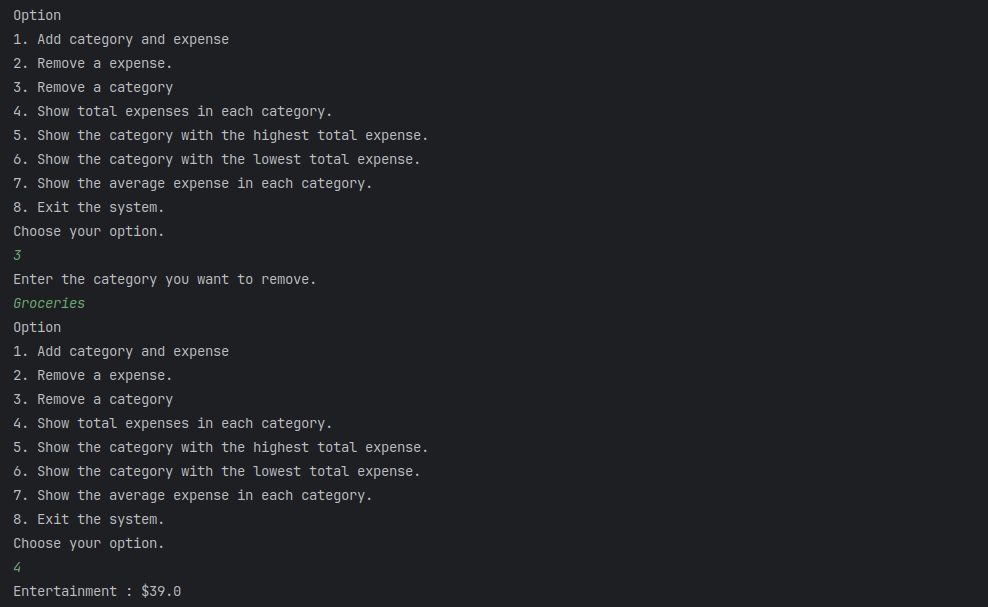 Option
1. Add category and expense
2. Remove a expense.
3. Remove a category
4. Show total expenses in each category.
5. Show the category with the highest total expense.
6. Show the category with the lowest total expense.
7. Show the average expense in each category.
8. Exit the system.
Choose your option.
3
Enter the category you want to remove.
Groceries
Option
1. Add category and expense
2. Remove a expense.
3. Remove a category
4. Show total expenses in each category.
5. Show the category with the highest total expense.
6. Show the category with the lowest total expense.
7. Show the average expense in each category.
8. Exit the system.
Choose your option.
4
Entertainment : $39.0